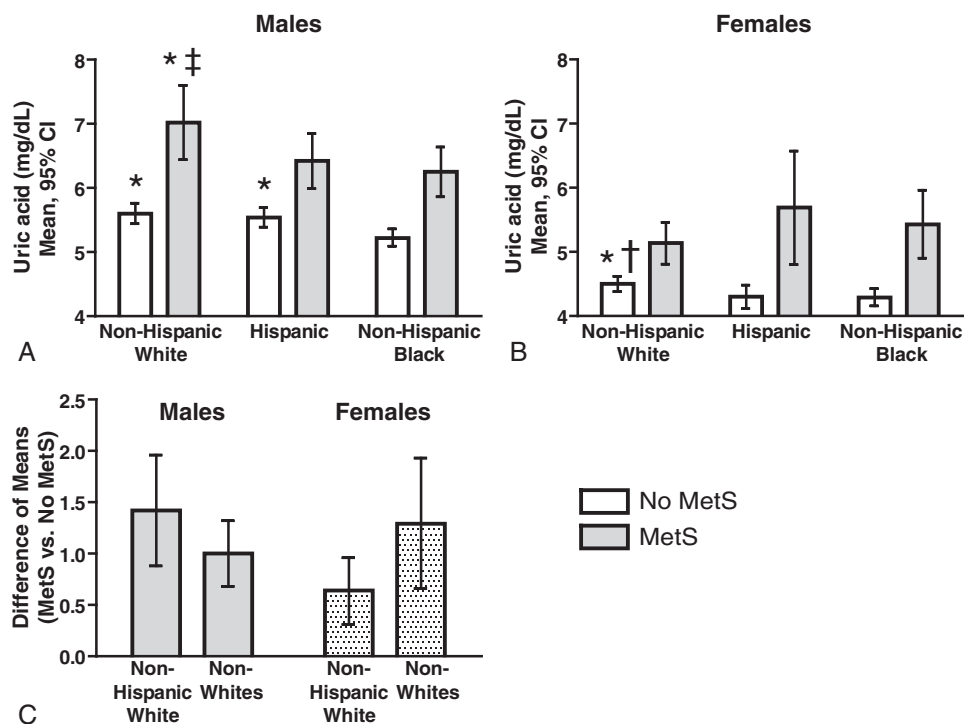 Males
Uric acid (mg/dL)
Mean, 95% CI
8
7
6
5
4
*
* ‡
*
Non-Hispanic
White
Hispanic
Non-Hispanic
Black
A
Females
Uric acid (mg/dL)
Mean, 95% CI
8
7
6
5
4
* †
Non-Hispanic
White
Hispanic
Non-Hispanic
Black
B
Difference of Means
(MetS vs. No MetS)
2.5
2.0
1.5
1.0
0.5
0.0
Males
Females
Non-
Hispanic
White
Non-
Whites
Non-
Hispanic
White
Non-
Whites
C
No MetS
MetS